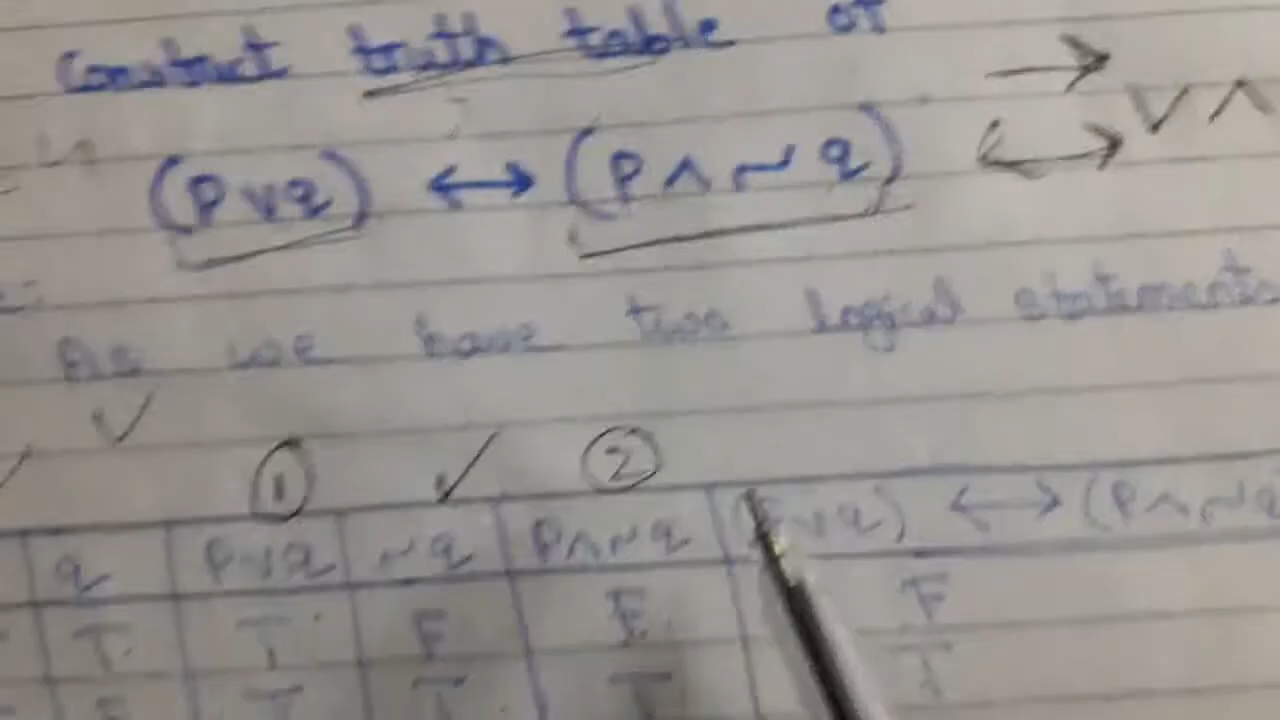 Construct truth table of
→ ∨ ∧
(p∨q) ↔ (p∧~q) ↔
As we have two logical statements
① ②
q p∨q ~q p∧~q (p∨q) ↔ (p∧~q
T T F F F
F T T T T